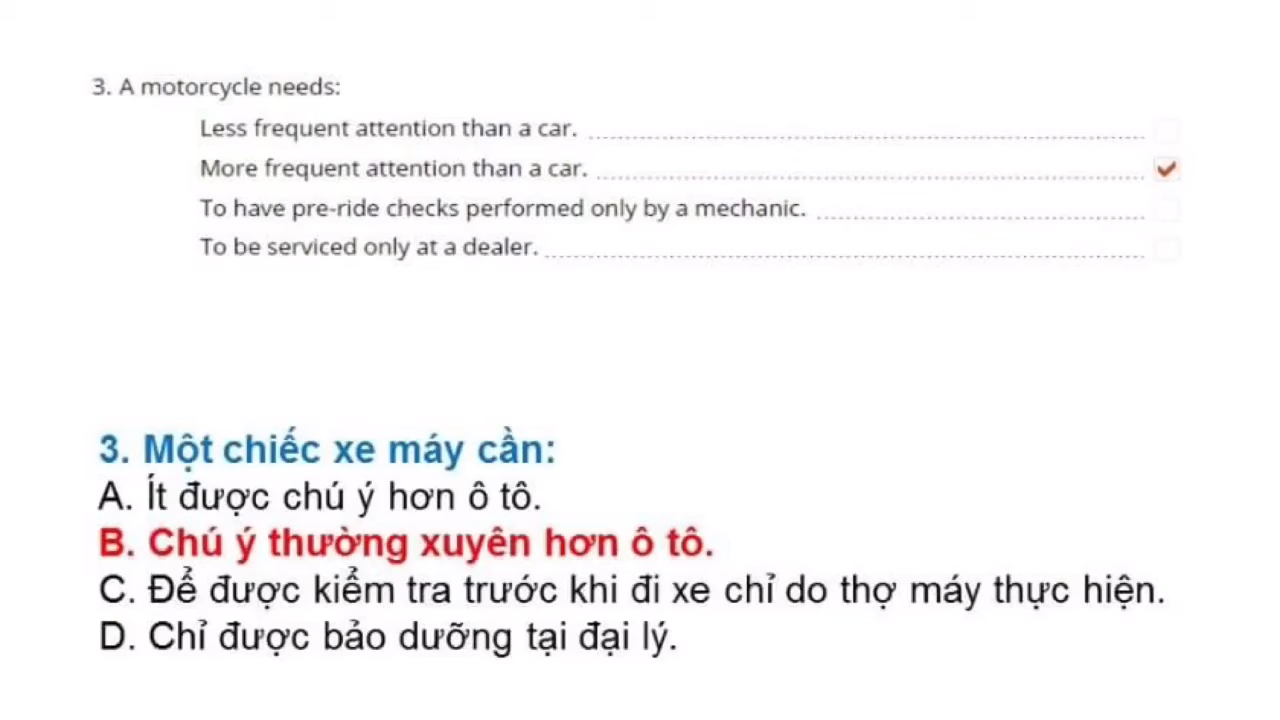 3. A motorcycle needs:
Less frequent attention than a car.
More frequent attention than a car.
To have pre-ride checks performed only by a mechanic.
To be serviced only at a dealer.
3. Một chiếc xe máy cần:
A. Ít được chú ý hơn ô tô.
B. Chú ý thường xuyên hơn ô tô.
C. Để được kiểm tra trước khi đi xe chỉ do thợ máy thực hiện.
D. Chỉ được bảo dưỡng tại đại lý.